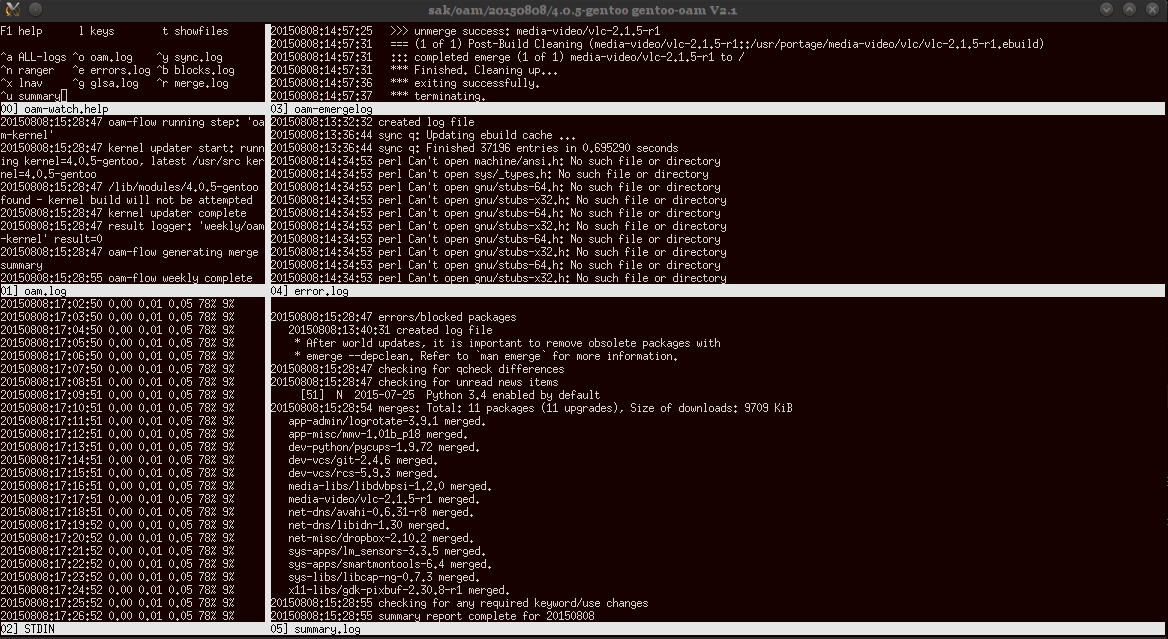 sak/oam/20150808/4.0.5-gentoo gentoo-oam V2.1
F1 help      l keys        t showfiles
^a ALL-logs ^o oam.log    ^y sync.log
^n ranger   ^e errors.log ^b blocks.log
^x lnav     ^g glsa.log   ^r merge.log
^u summary
00] oam-watch.help
20150808:14:57:25   >>> unmerge success: media-video/vlc-2.1.5-r1
20150808:14:57:31   === (1 of 1) Post-Build Cleaning (media-video/vlc-2.1.5-r1::/usr/portage/media-video/vlc/vlc-2.1.5-r1.ebuild)
20150808:14:57:31   ::: completed emerge (1 of 1) media-video/vlc-2.1.5-r1 to /
20150808:14:57:31   *** Finished. Cleaning up...
20150808:14:57:36   *** exiting successfully.
20150808:14:57:37   *** terminating.
03] oam-emergelog
20150808:15:28:47 oam-flow running step: 'oa
m-kernel'
20150808:15:28:47 kernel updater start: runn
ing kernel=4.0.5-gentoo, latest /usr/src ker
nel=4.0.5-gentoo
20150808:15:28:47 /lib/modules/4.0.5-gentoo
found - kernel build will not be attempted
20150808:15:28:47 kernel updater complete
20150808:15:28:47 result logger: 'weekly/oam
-kernel' result=0
20150808:15:28:47 oam-flow generating merge
summary
20150808:15:28:55 oam-flow weekly complete
01] oam.log
20150808:13:32:32 created log file
20150808:13:36:44 sync q: Updating ebuild cache ...
20150808:13:36:44 sync q: Finished 37196 entries in 0.695290 seconds
20150808:14:34:53 perl Can't open machine/ansi.h: No such file or directory
20150808:14:34:53 perl Can't open sys/_types.h: No such file or directory
20150808:14:34:53 perl Can't open gnu/stubs-64.h: No such file or directory
20150808:14:34:53 perl Can't open gnu/stubs-x32.h: No such file or directory
20150808:14:34:53 perl Can't open gnu/stubs-64.h: No such file or directory
20150808:14:34:53 perl Can't open gnu/stubs-x32.h: No such file or directory
20150808:14:34:53 perl Can't open gnu/stubs-64.h: No such file or directory
20150808:14:34:53 perl Can't open gnu/stubs-x32.h: No such file or directory
20150808:14:34:53 perl Can't open gnu/stubs-64.h: No such file or directory
20150808:14:34:53 perl Can't open gnu/stubs-x32.h: No such file or directory
04] error.log
20150808:17:02:50 0.00 0.01 0.05 78% 9%
20150808:17:03:50 0.00 0.01 0.05 78% 9%
20150808:17:04:50 0.00 0.01 0.05 78% 9%
20150808:17:05:50 0.00 0.01 0.05 78% 9%
20150808:17:06:50 0.00 0.01 0.05 78% 9%
20150808:17:07:50 0.00 0.01 0.05 78% 9%
20150808:17:08:51 0.00 0.01 0.05 78% 9%
20150808:17:09:51 0.00 0.01 0.05 78% 9%
20150808:17:10:51 0.00 0.01 0.05 78% 9%
20150808:17:11:51 0.00 0.01 0.05 78% 9%
20150808:17:12:51 0.00 0.01 0.05 78% 9%
20150808:17:13:51 0.00 0.01 0.05 78% 9%
20150808:17:14:51 0.00 0.01 0.05 78% 9%
20150808:17:15:51 0.00 0.01 0.05 78% 9%
20150808:17:16:51 0.00 0.01 0.05 78% 9%
20150808:17:17:51 0.00 0.01 0.05 78% 9%
20150808:17:18:51 0.00 0.01 0.05 78% 9%
20150808:17:19:52 0.00 0.01 0.05 78% 9%
20150808:17:20:52 0.00 0.01 0.05 78% 9%
20150808:17:21:52 0.00 0.01 0.05 78% 9%
20150808:17:22:52 0.00 0.01 0.05 78% 9%
20150808:17:23:52 0.00 0.01 0.05 78% 9%
20150808:17:24:52 0.00 0.01 0.05 78% 9%
20150808:17:25:52 0.00 0.01 0.05 78% 9%
20150808:17:26:52 0.00 0.01 0.05 78% 9%
02] STDIN
20150808:15:28:47 errors/blocked packages
20150808:13:40:31 created log file
* After world updates, it is important to remove obsolete packages with
* emerge --depclean. Refer to `man emerge` for more information.
20150808:15:28:47 checking for qcheck differences
20150808:15:28:47 checking for unread news items
[51]  N  2015-07-25  Python 3.4 enabled by default
20150808:15:28:54 merges: Total: 11 packages (11 upgrades), Size of downloads: 9709 KiB
app-admin/logrotate-3.9.1 merged.
app-misc/mmv-1.01b_p18 merged.
dev-python/pycups-1.9.72 merged.
dev-vcs/git-2.4.6 merged.
dev-vcs/rcs-5.9.3 merged.
media-libs/libdvbpsi-1.2.0 merged.
media-video/vlc-2.1.5-r1 merged.
net-dns/avahi-0.6.31-r8 merged.
net-dns/libidn-1.30 merged.
net-misc/dropbox-2.10.2 merged.
sys-apps/lm_sensors-3.3.5 merged.
sys-apps/smartmontools-6.4 merged.
sys-libs/libcap-ng-0.7.3 merged.
x11-libs/gdk-pixbuf-2.30.8-r1 merged.
20150808:15:28:55 checking for any required keyword/use changes
20150808:15:28:55 summary report complete for 20150808
05] summary.log